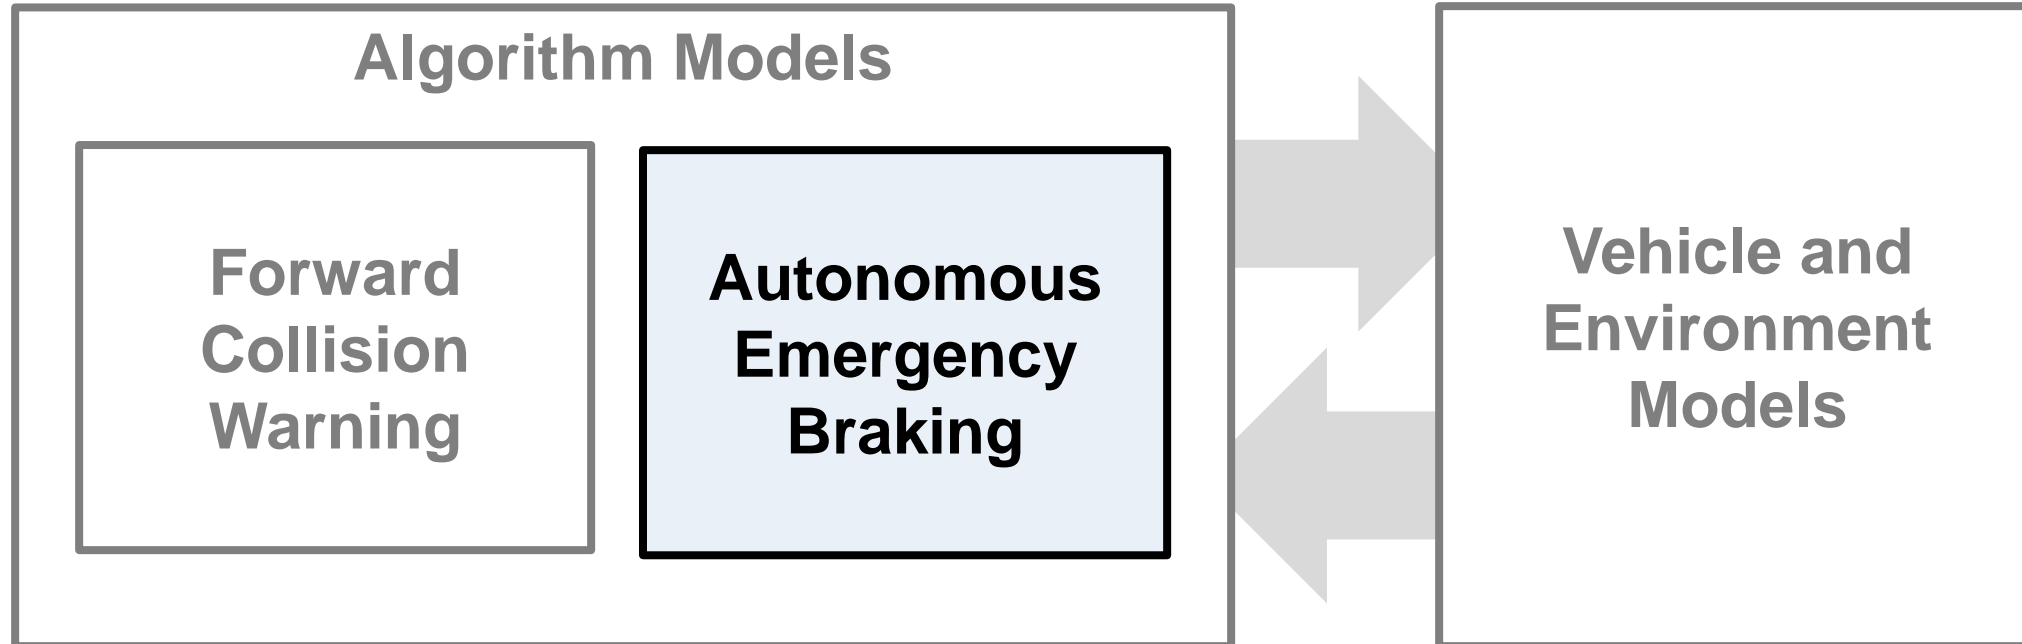 Algorithm Models
Forward
Collision
Warning
Autonomous
Emergency
Braking
Vehicle and
Environment
Models